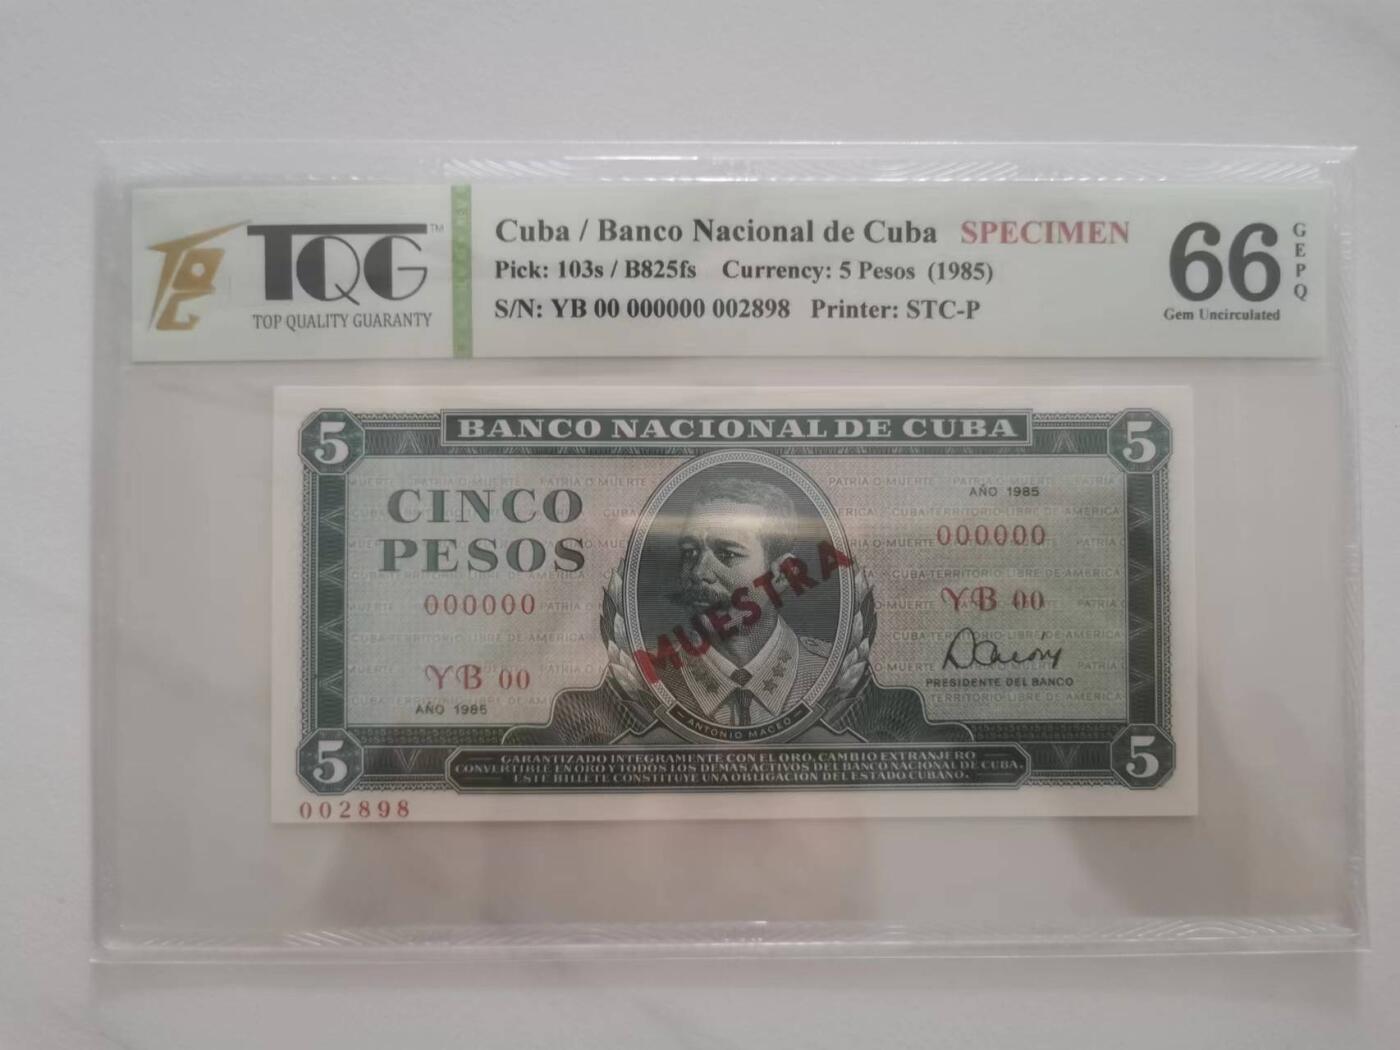 TQG™
TOP QUALITY GUARANTY
Cuba / Banco Nacional de Cuba SPECIMEN
Pick: 103s / B825fs Currency: 5 Pesos (1985)
S/N: YB 00 000000 002898 Printer: STC-P
66
GEPQ
Gem Uncirculated
5 BANCO NACIONAL DE CUBA 5
CINCO
PESOS
000000
YB 00
AÑO 1985
AÑO 1985
000000
YB 00
PRESIDENTE DEL BANCO
MUESTRA
ANTONIO MACEO
5 5
GARANTIZADO INTEGRAMENTE CON EL ORO, CAMBIO EXTRANJERO
CONVERTIBLE EN ORO Y TODOS LOS DEMAS ACTIVOS DEL BANCO NACIONAL DE CUBA.
ESTE BILLETE CONSTITUYE UNA OBLIGACION DEL ESTADO CUBANO.
002898